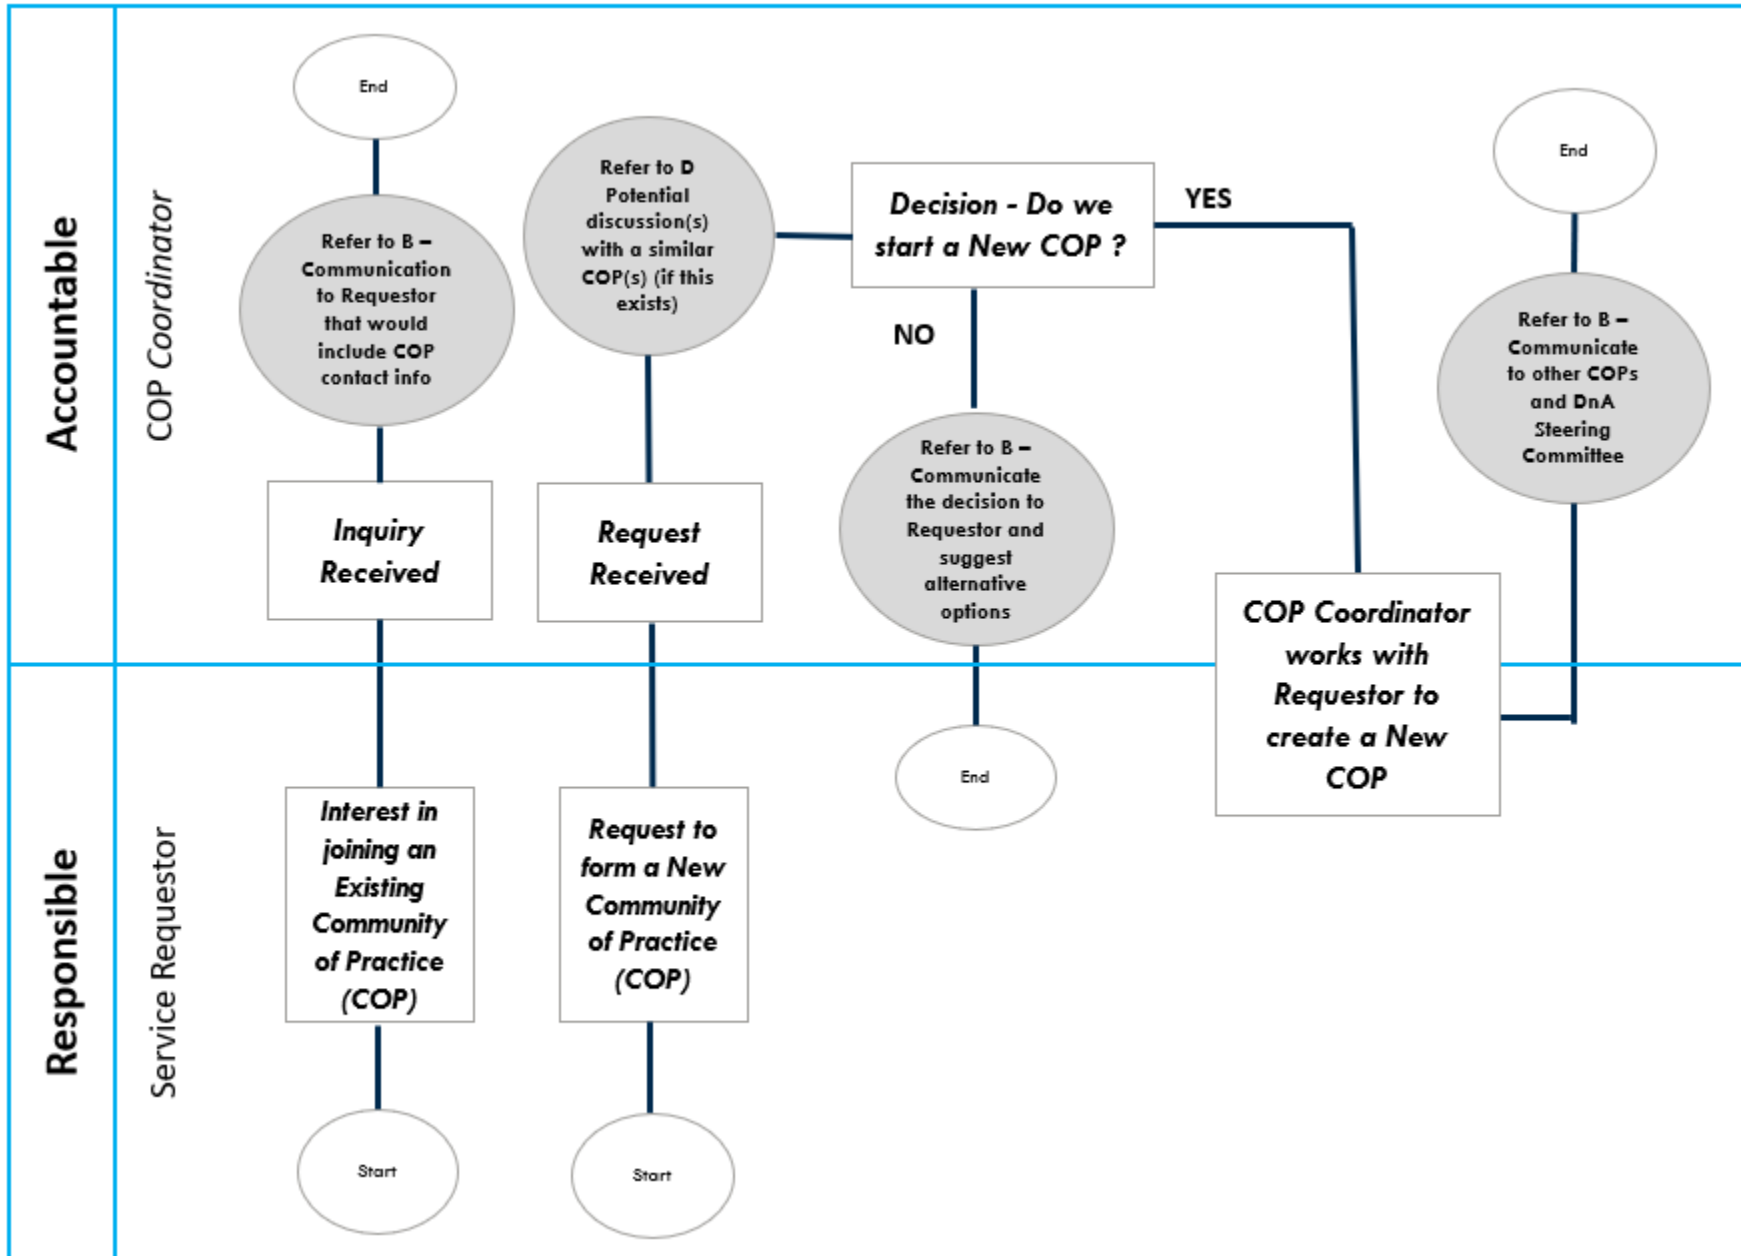 Accountable
COP Coordinator
End
Refer to B –
Communication
to Requestor
that would
include COP
contact info
Inquiry
Received
Refer to D
Potential
discussion(s)
with a similar
COP(s) (if this
exists)
Request
Received
Decision - Do we
start a New COP ?
YES
NO
Refer to B –
Communicate
the decision to
Requestor and
suggest
alternative
options
End
Refer to B –
Communicate
to other COPs
and DnA
Steering
Committee
COP Coordinator
works with
Requestor to
create a New
COP
Responsible
Service Requestor
Interest in
joining an
Existing
Community
of Practice
(COP)
Start
Request to
form a New
Community
of Practice
(COP)
Start
End